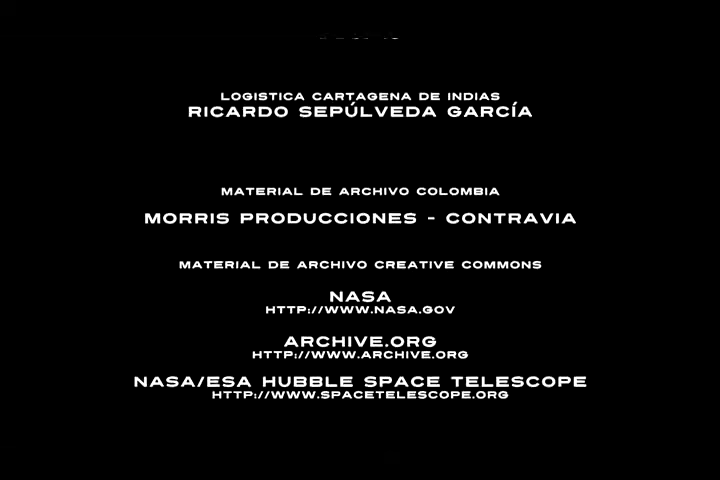 LOGISTICA CARTAGENA DE INDIAS
RICARDO SEPÚLVEDA GARCÍA
MATERIAL DE ARCHIVO COLOMBIA
MORRIS PRODUCCIONES - CONTRAVIA
MATERIAL DE ARCHIVO CREATIVE COMMONS
NASA
HTTP://WWW.NASA.GOV
ARCHIVE.ORG
HTTP://WWW.ARCHIVE.ORG
NASA/ESA HUBBLE SPACE TELESCOPE
HTTP://WWW.SPACETELESCOPE.ORG